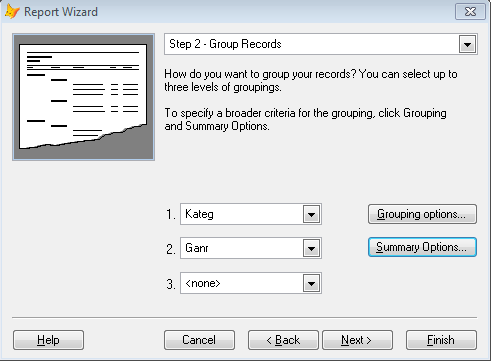 Report Wizard
Step 2 - Group Records
How do you want to group your records? You can select up to
three levels of groupings.
To specify a broader criteria for the grouping, click Grouping
and Summary Options.
1. Kateg Grouping options...
2. Ganr Summary Options...
3. <none>
Help Cancel < Back Next > Finish